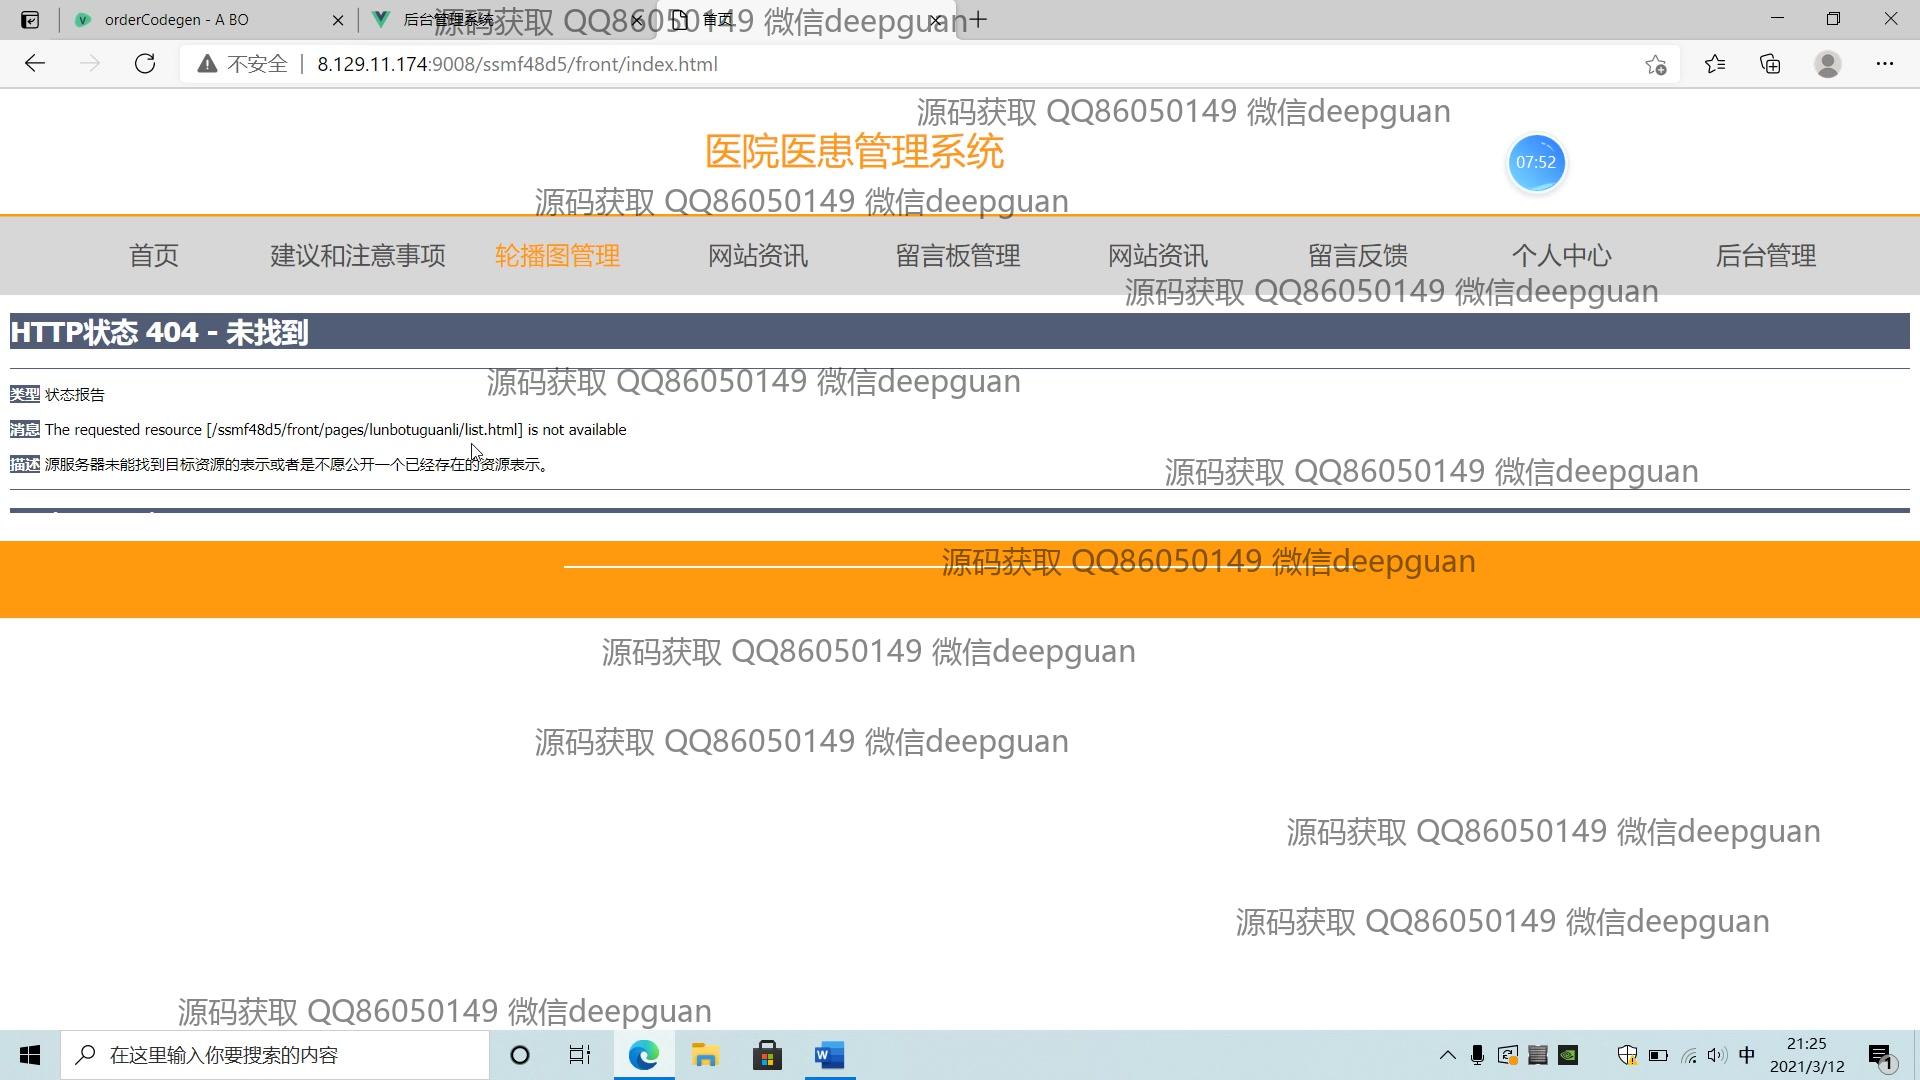 orderCodegen - A BO
后台管理系统
首页
源码获取 QQ86050149 微信deepguan
不安全
8.129.11.174:9008/ssmf48d5/front/index.html
源码获取 QQ86050149 微信deepguan
医院医患管理系统
07:52
源码获取 QQ86050149 微信deepguan
首页 建议和注意事项 轮播图管理 网站资讯 留言板管理 网站资讯 留言反馈 个人中心 后台管理
源码获取 QQ86050149 微信deepguan
HTTP状态 404 - 未找到
源码获取 QQ86050149 微信deepguan
类型 状态报告
消息 The requested resource [/ssmf48d5/front/pages/lunbotuguanli/list.html] is not available
描述 源服务器未能找到目标资源的表示或者是不愿公开一个已经存在的资源表示。
源码获取 QQ86050149 微信deepguan
源码获取 QQ86050149 微信deepguan
源码获取 QQ86050149 微信deepguan
源码获取 QQ86050149 微信deepguan
源码获取 QQ86050149 微信deepguan
源码获取 QQ86050149 微信deepguan
源码获取 QQ86050149 微信deepguan
在这里输入你要搜索的内容
中
21:25
2021/3/12
1